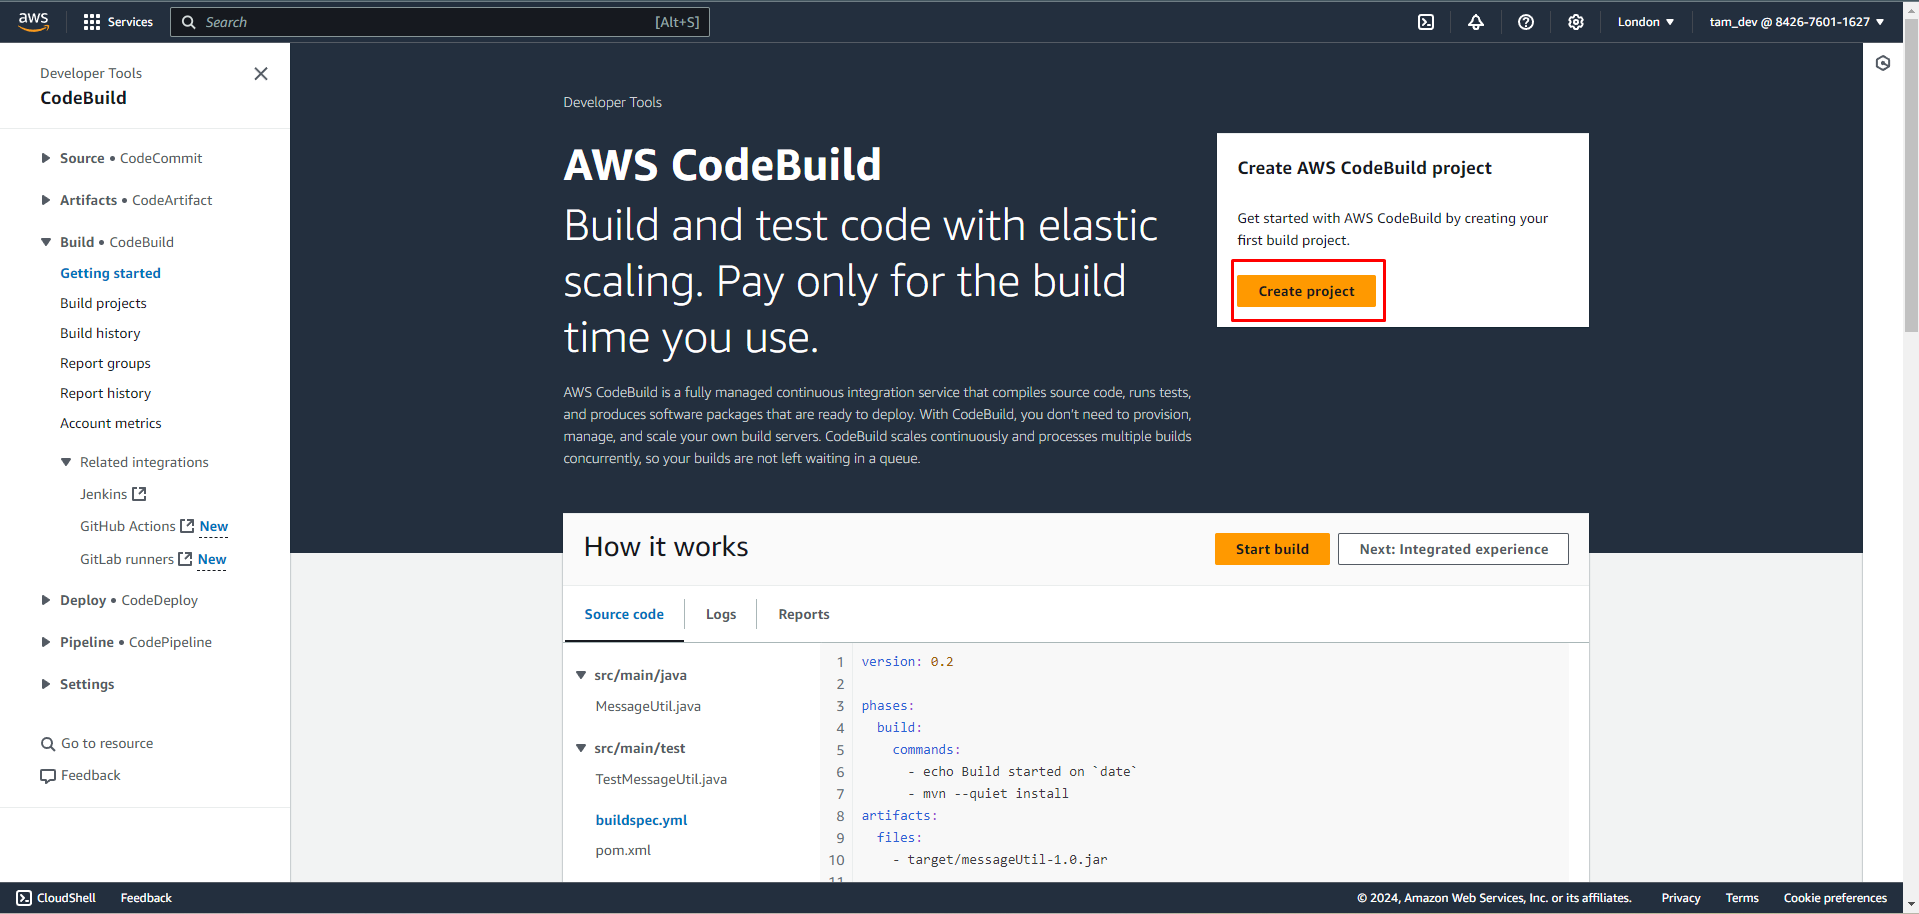 aws
Services
Search
[Alt+S]
London
tam_dev @ 8426-7601-1627
Developer Tools
CodeBuild
Source • CodeCommit
Artifacts • CodeArtifact
Build • CodeBuild
Getting started
Build projects
Build history
Report groups
Report history
Account metrics
Related integrations
Jenkins
GitHub Actions New
GitLab runners New
Deploy • CodeDeploy
Pipeline • CodePipeline
Settings
Go to resource
Feedback
Developer Tools
AWS CodeBuild
Build and test code with elastic
scaling. Pay only for the build
time you use.
AWS CodeBuild is a fully managed continuous integration service that compiles source code, runs tests,
and produces software packages that are ready to deploy. With CodeBuild, you don’t need to provision,
manage, and scale your own build servers. CodeBuild scales continuously and processes multiple builds
concurrently, so your builds are not left waiting in a queue.
Create AWS CodeBuild project
Get started with AWS CodeBuild by creating your
first build project.
Create project
How it works
Start build
Next: Integrated experience
Source code
Logs
Reports
src/main/java
MessageUtil.java
src/main/test
TestMessageUtil.java
buildspec.yml
pom.xml
1 version: 0.2
2
3 phases:
4 build:
5 commands:
6 - echo Build started on `date`
7 - mvn --quiet install
8 artifacts:
9 files:
10 - target/messageUtil-1.0.jar
11
CloudShell
Feedback
© 2024, Amazon Web Services, Inc. or its affiliates.
Privacy
Terms
Cookie preferences